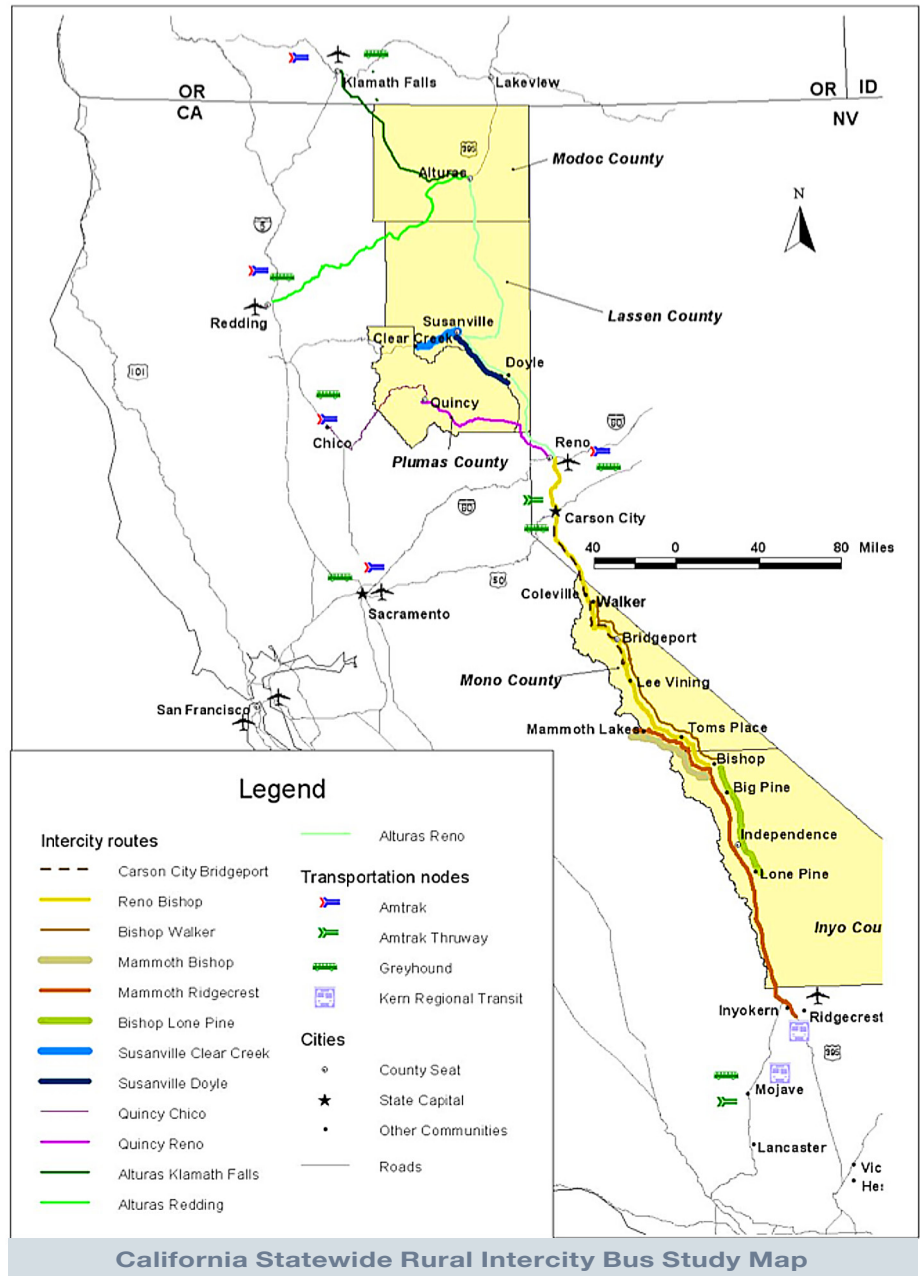 Klamath Falls
Lakeview
OR
CA
OR
ID
NV
395
Modoc County
Alturas
N
5
Lassen County
Redding
Susanville
Clear Creek
Doyle
101
Quincy
Chico
Reno
80
Plumas County
80
Carson City
40 0 40 80 Miles
50
Coleville
Walker
Sacramento
Bridgeport
Mono County
Lee Vining
San Francisco
Mammoth Lakes
Toms Place
Bishop
Big Pine
Independence
Lone Pine
Inyo Cou
Inyokern
Ridgecrest
395
Mojave
Lancaster
Vic
Hes
Legend
Intercity routes
Carson City Bridgeport
Reno Bishop
Bishop Walker
Mammoth Bishop
Mammoth Ridgecrest
Bishop Lone Pine
Susanville Clear Creek
Susanville Doyle
Quincy Chico
Quincy Reno
Alturas Klamath Falls
Alturas Redding
Alturas Reno
Transportation nodes
Amtrak
Amtrak Thruway
Greyhound
Kern Regional Transit
Cities
County Seat
State Capital
Other Communities
Roads
California Statewide Rural Intercity Bus Study Map